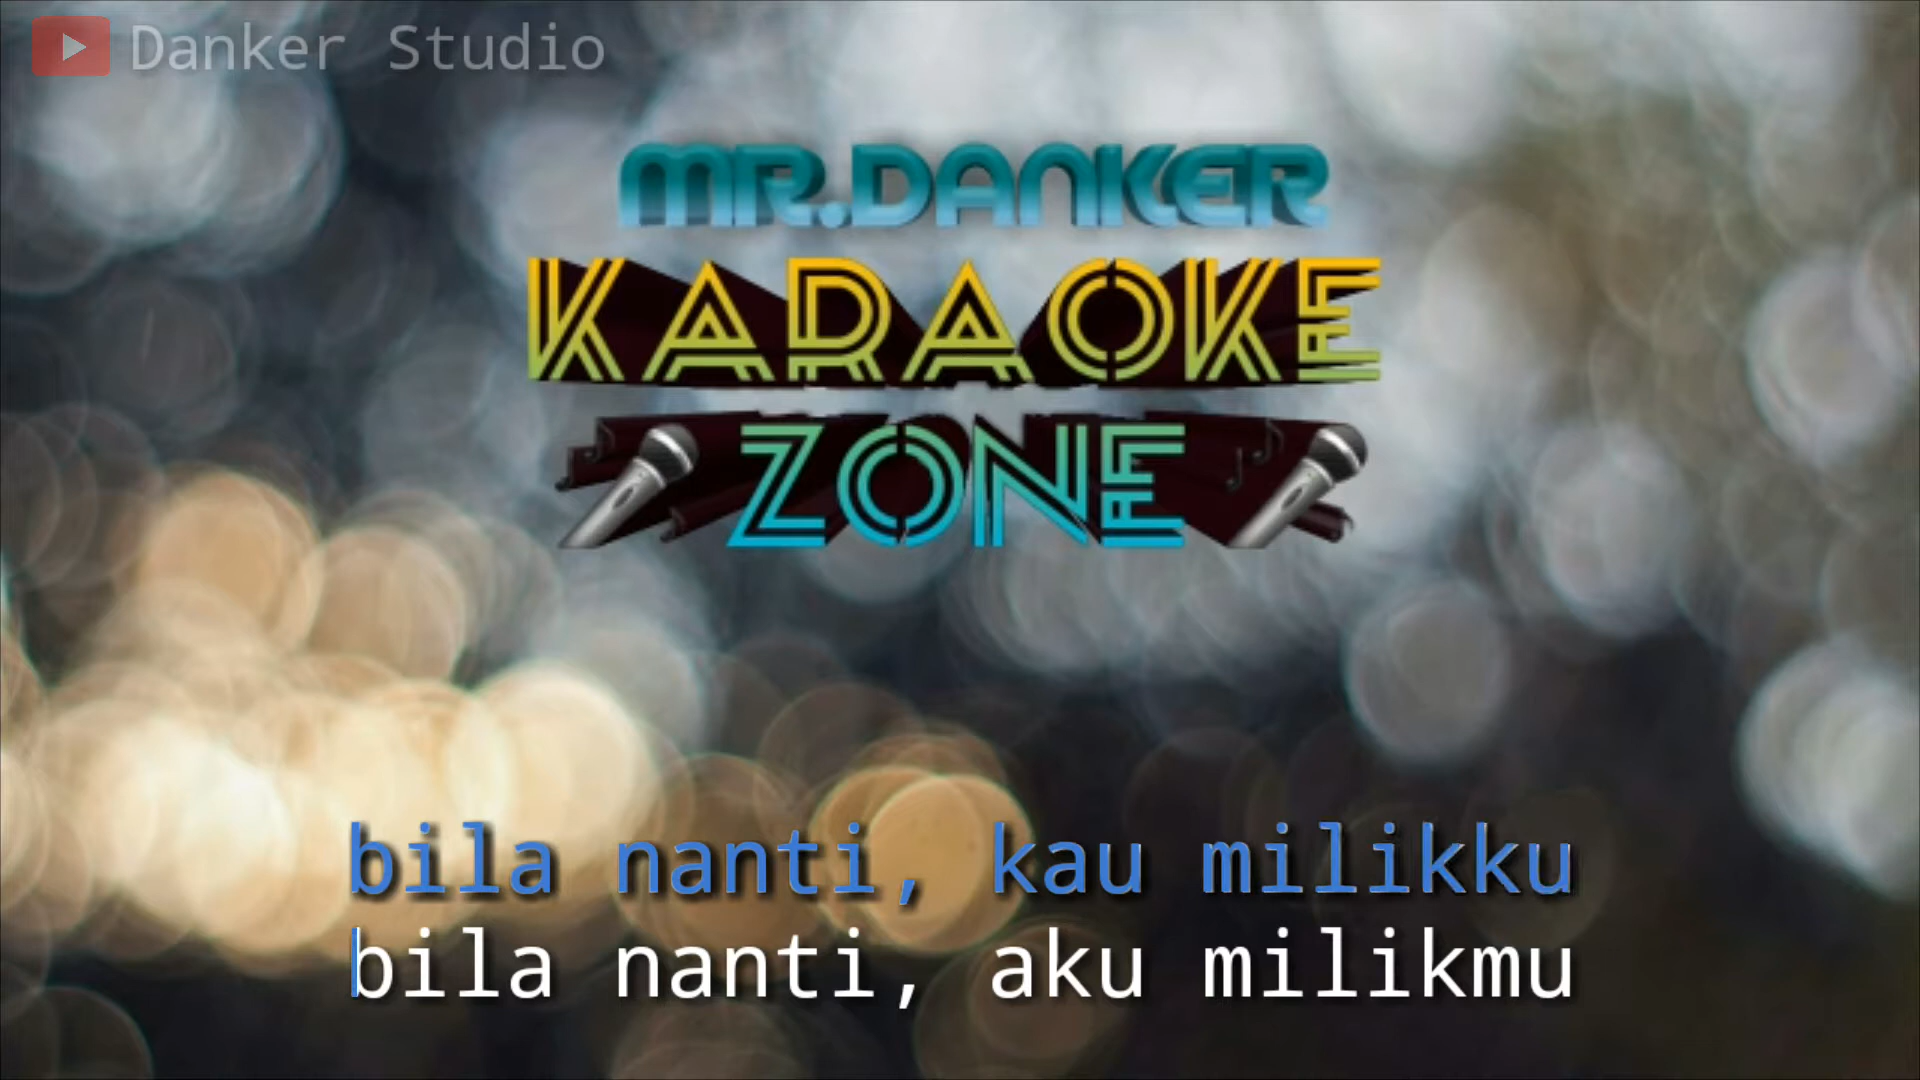 Danker Studio
MR.DANKER
KARAOKE
ZONE
bila nanti, kau milikku
bila nanti, aku milikmu